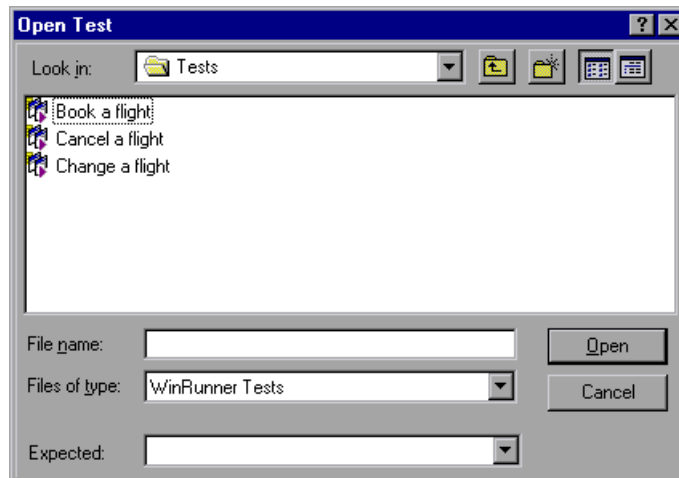 Open Test
Look in: Tests
Book a flight
Cancel a flight
Change a flight
File name: Open
Files of type: WinRunner Tests Cancel
Expected: